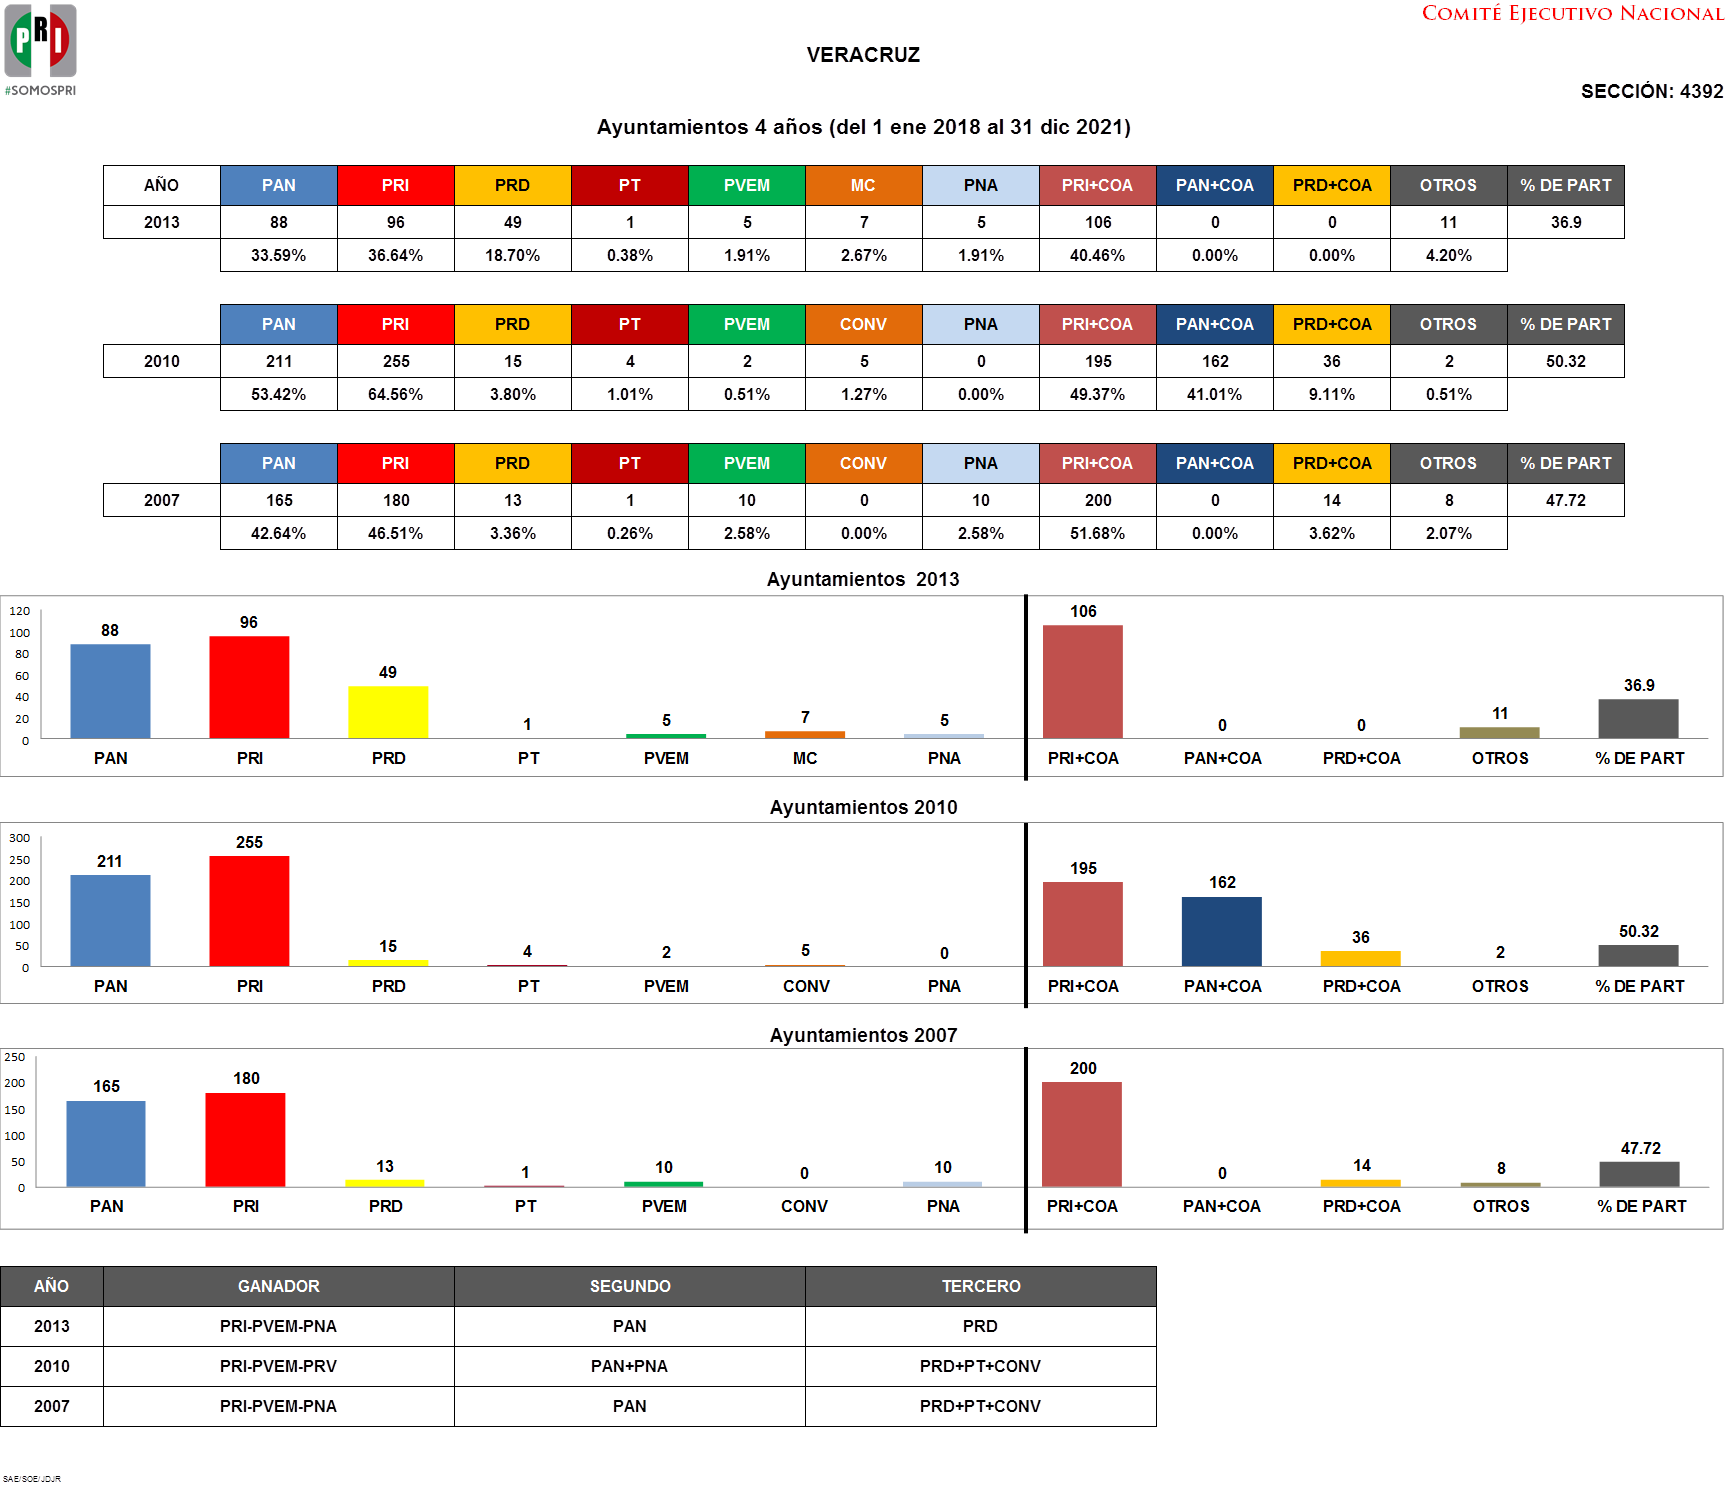 PRI
#SOMOSPRI
COMITÉ EJECUTIVO NACIONAL
VERACRUZ
SECCIÓN: 4392
Ayuntamientos 4 años (del 1 ene 2018 al 31 dic 2021)
AÑO PAN PRI PRD PT PVEM MC PNA PRI+COA PAN+COA PRD+COA OTROS % DE PART
2013 88 96 49 1 5 7 5 106 0 0 11 36.9
33.59% 36.64% 18.70% 0.38% 1.91% 2.67% 1.91% 40.46% 0.00% 0.00% 4.20%
PAN PRI PRD PT PVEM CONV PNA PRI+COA PAN+COA PRD+COA OTROS % DE PART
2010 211 255 15 4 2 5 0 195 162 36 2 50.32
53.42% 64.56% 3.80% 1.01% 0.51% 1.27% 0.00% 49.37% 41.01% 9.11% 0.51%
PAN PRI PRD PT PVEM CONV PNA PRI+COA PAN+COA PRD+COA OTROS % DE PART
2007 165 180 13 1 10 0 10 200 0 14 8 47.72
42.64% 46.51% 3.36% 0.26% 2.58% 0.00% 2.58% 51.68% 0.00% 3.62% 2.07%
Ayuntamientos 2013
120
100
80
60
40
20
0
88 96 49 1 5 7 5 106 0 0 11 36.9
PAN PRI PRD PT PVEM MC PNA PRI+COA PAN+COA PRD+COA OTROS % DE PART
Ayuntamientos 2010
300
250
200
150
100
50
0
211 255 15 4 2 5 0 195 162 36 2 50.32
PAN PRI PRD PT PVEM CONV PNA PRI+COA PAN+COA PRD+COA OTROS % DE PART
Ayuntamientos 2007
250
200
150
100
50
0
165 180 13 1 10 0 10 200 0 14 8 47.72
PAN PRI PRD PT PVEM CONV PNA PRI+COA PAN+COA PRD+COA OTROS % DE PART
AÑO GANADOR SEGUNDO TERCERO
2013 PRI-PVEM-PNA PAN PRD
2010 PRI-PVEM-PRV PAN+PNA PRD+PT+CONV
2007 PRI-PVEM-PNA PAN PRD+PT+CONV
SAE/SOE/JDJR